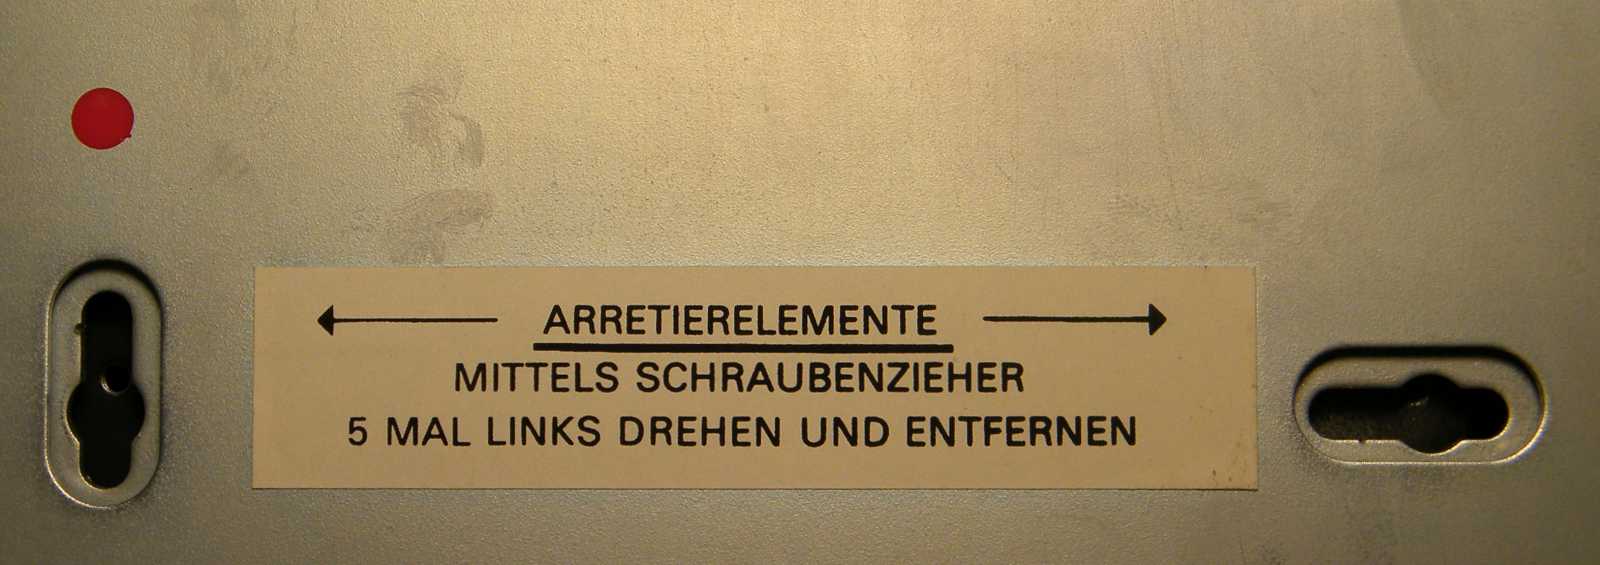 ARRETIERELEMENTE
MITTELS SCHRAUBENZIEHER
5 MAL LINKS DREHEN UND ENTFERNEN